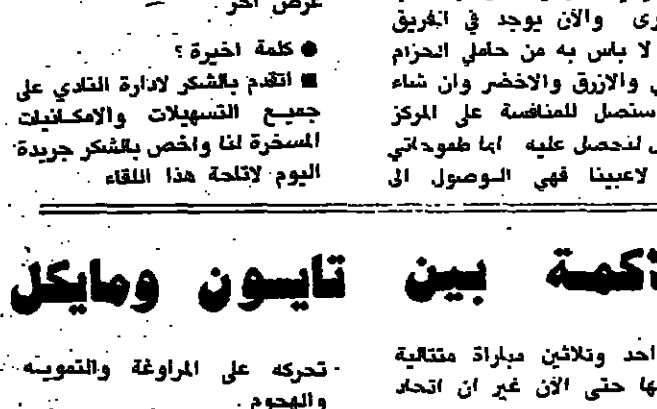 وى والآن يوجد في الفريق
لا باس به من حاملي الحزام
ي والازرق والاخضر وان شاء
ستصل للمنافسة على المركز
لنحصل عليه اما طموحاتي
لاعبينا فهي الوصول الى
عرض آخر
● كلمة اخيرة ؟
■ اتقدم بالشكر لادارة النادي على
جميع التسهيلات والامكانيات
المسخرة لنا واخص بالشكر جريدة
اليوم لاتاحة هذا اللقاء
كمة بين تايسون ومايكل
احد وثلاثين مباراة متتالية
ها حتى الآن غير ان اتحاد
تحركه على المراوغة والتمويه
والهجوم .